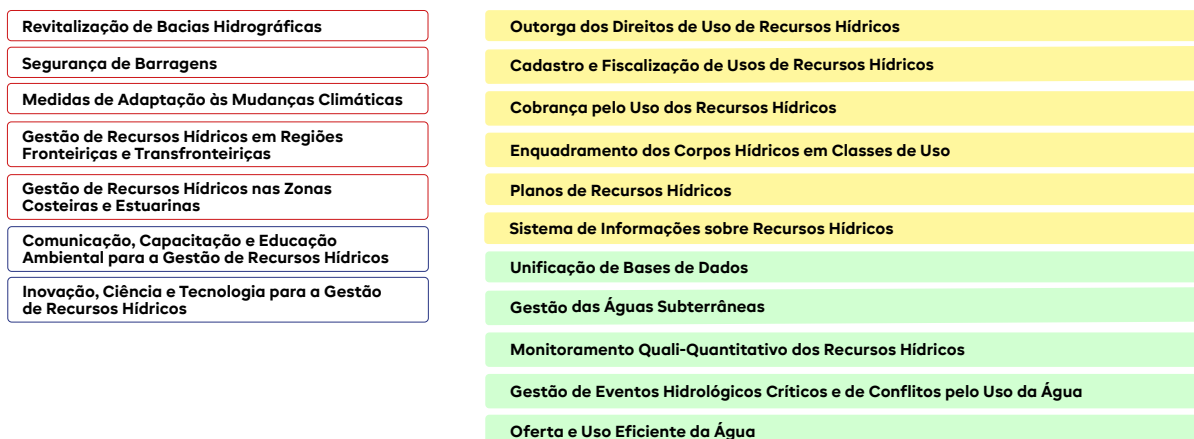 Revitalização de Bacias Hidrográficas
Segurança de Barragens
Medidas de Adaptação às Mudanças Climáticas
Gestão de Recursos Hídricos em Regiões
Fronteiriças e Transfronteiriças
Gestão de Recursos Hídricos nas Zonas
Costeiras e Estuarinas
Comunicação, Capacitação e Educação
Ambiental para a Gestão de Recursos Hídricos
Inovação, Ciência e Tecnologia para a Gestão
de Recursos Hídricos
Outorga dos Direitos de Uso de Recursos Hídricos
Cadastro e Fiscalização de Usos de Recursos Hídricos
Cobrança pelo Uso dos Recursos Hídricos
Enquadramento dos Corpos Hídricos em Classes de Uso
Planos de Recursos Hídricos
Sistema de Informações sobre Recursos Hídricos
Unificação de Bases de Dados
Gestão das Águas Subterrâneas
Monitoramento Quali-Quantitativo dos Recursos Hídricos
Gestão de Eventos Hidrológicos Críticos e de Conflitos pelo Uso da Água
Oferta e Uso Eficiente da Água